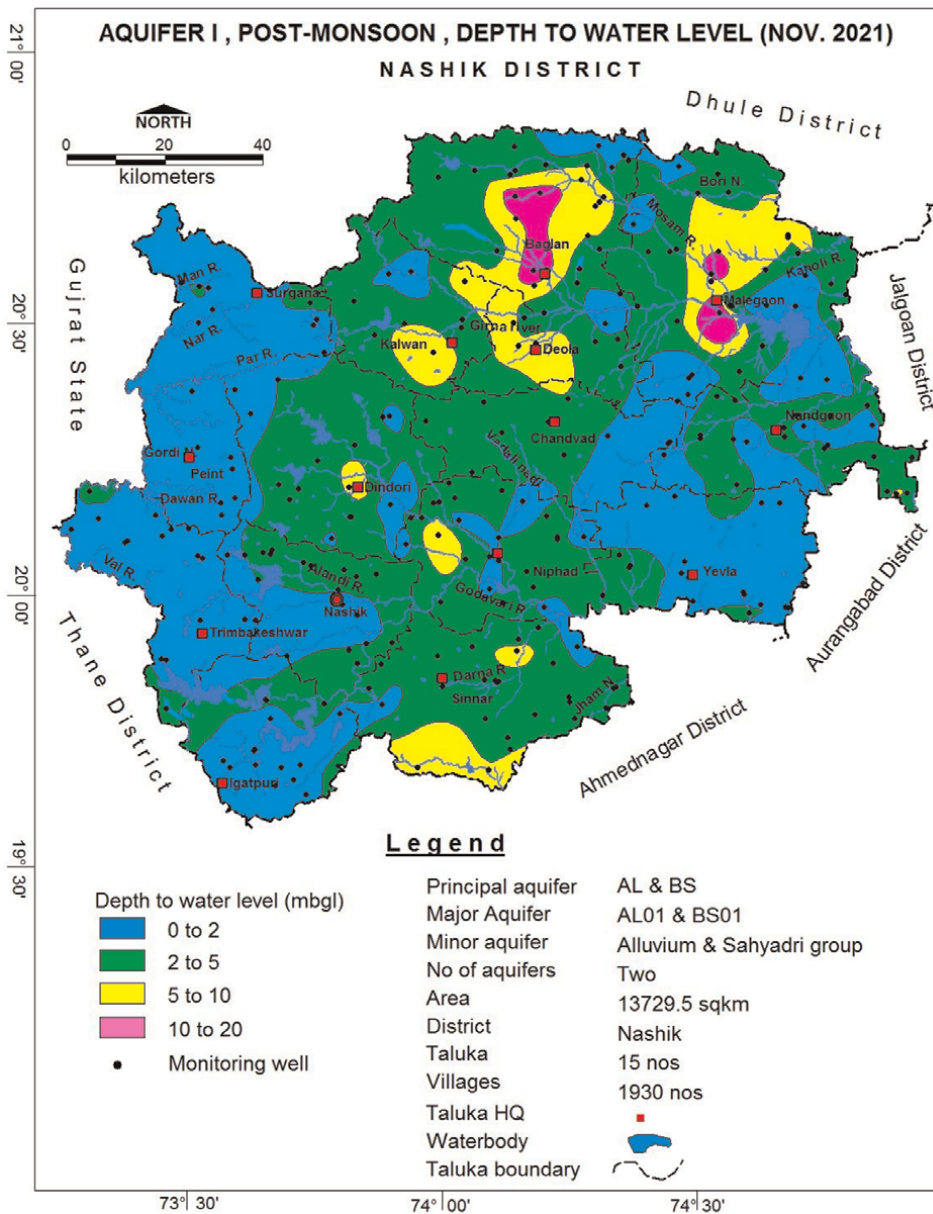 AQUIFER I , POST-MONSOON , DEPTH TO WATER LEVEL (NOV. 2021)
NASHIK DISTRICT
21° 00'
20° 30'
20° 00'
19° 30'
NORTH
0 20 40
kilometers
Dhule District
Gujrat State
Jalgoan District
Aurangabad District
Ahmednagar District
Thane District
Bori N.
Mosam R.
Baglan
Kanoli R.
Man R.
Surgana
Malegaon
Nar R.
Girna river
Kalwan
Deola
Par R.
Nandgaon
Chandvad
Vadali nadi
Gordi N.
Peint
Dindori
Dawan R.
Val R.
Niphad
Yevla
Alandi R.
Nashik
Godavari R.
Trimbakeshwar
Darna R.
Sinnar
Jham N.
Igatpuri
Legend
Depth to water level (mbgl)
0 to 2
2 to 5
5 to 10
10 to 20
Monitoring well
Principal aquifer AL & BS
Major Aquifer AL01 & BS01
Minor aquifer Alluvium & Sahyadri group
No of aquifers Two
Area 13729.5 sqkm
District Nashik
Taluka 15 nos
Villages 1930 nos
Taluka HQ
Waterbody
Taluka boundary
73° 30'
74° 00'
74° 30'